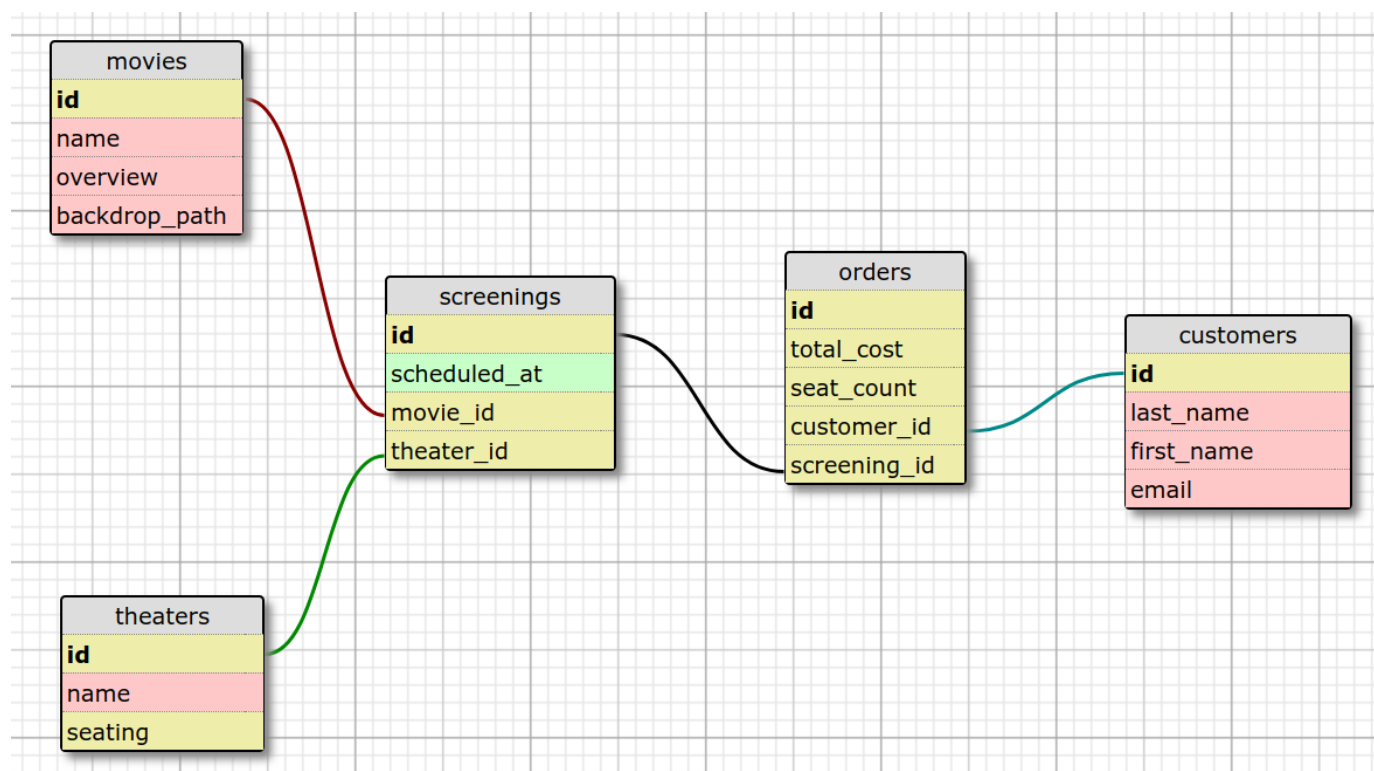 movies
id
name
overview
backdrop_path
screenings
id
scheduled_at
movie_id
theater_id
orders
id
total_cost
seat_count
customer_id
screening_id
customers
id
last_name
first_name
email
theaters
id
name
seating